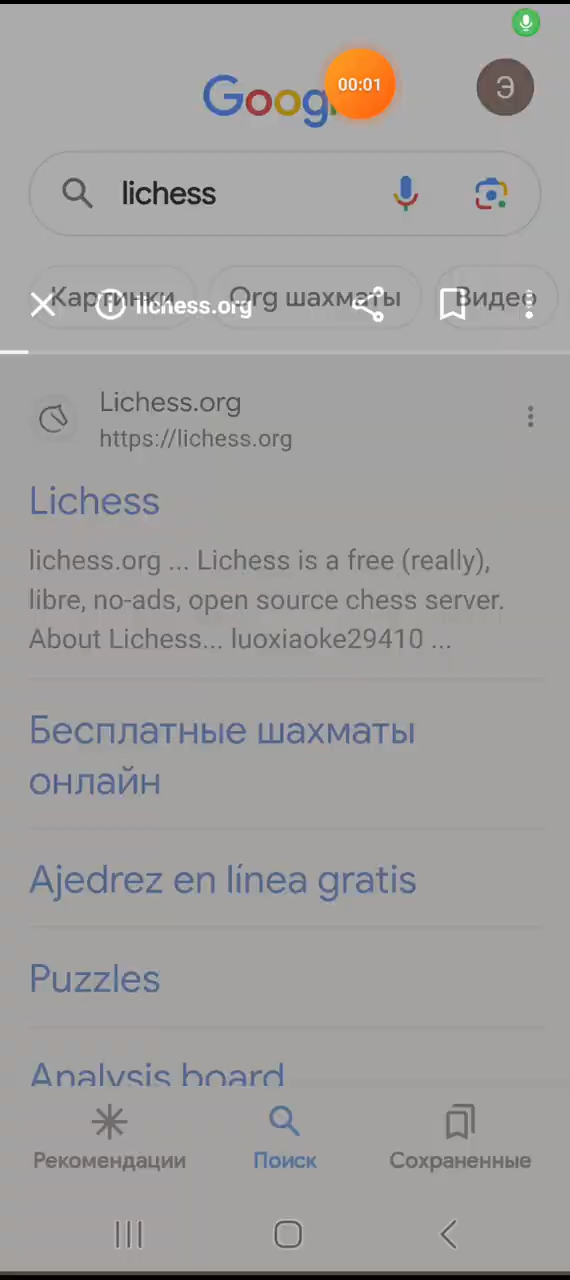 00:01
Э
Goog
lichess
Картинки
Org шахматы
Видео
lichess.org
Lichess.org
https://lichess.org
Lichess
lichess.org ... Lichess is a free (really),
libre, no-ads, open source chess server.
About Lichess... luoxiaoke29410 ...
Бесплатные шахматы
онлайн
Ajedrez en línea gratis
Puzzles
Analysis board
Рекомендации
Поиск
Сохраненные